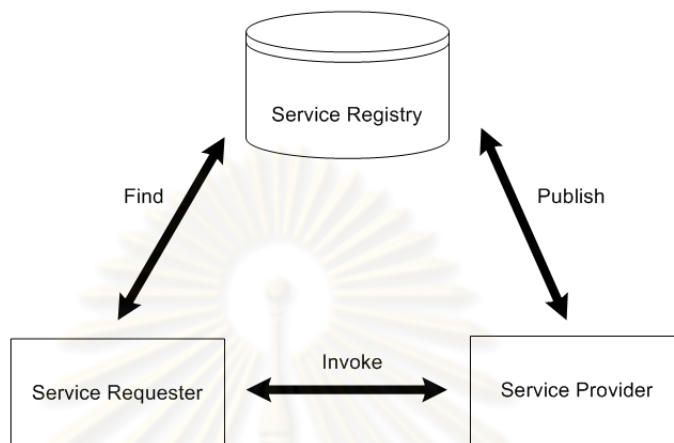 Service Registry
Find
Publish
Invoke
Service Requester
Service Provider